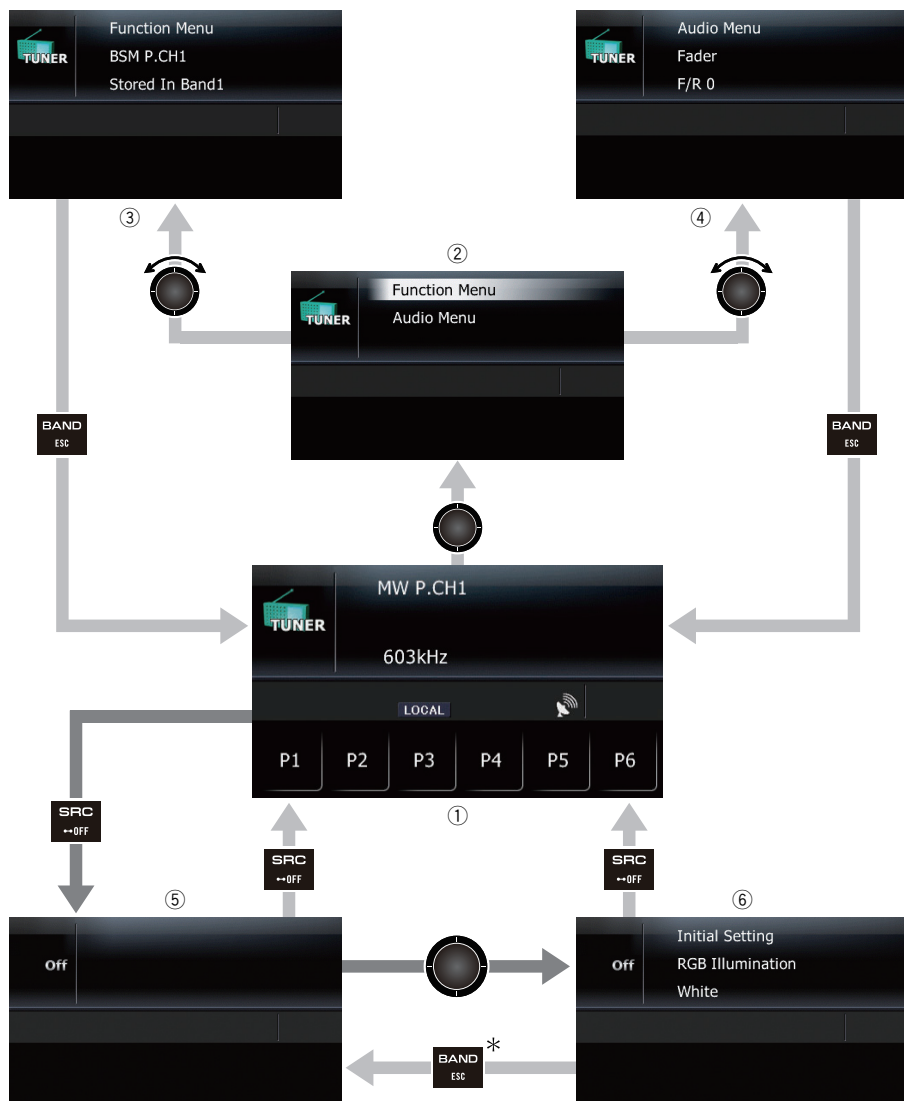 Function Menu
TUNER
BSM P.CH1
Stored In Band1
Audio Menu
TUNER
Fader
F/R 0
③
④
②
Function Menu
TUNER
Audio Menu
BAND
ESC
BAND
ESC
MW P.CH1
TUNER
603kHz
LOCAL
P1 P2 P3 P4 P5 P6
①
SRC
⊷OFF
SRC
⊷OFF
SRC
⊷OFF
⑤
⑥
Off
Initial Setting
Off
RGB Illumination
White
BAND
ESC
*